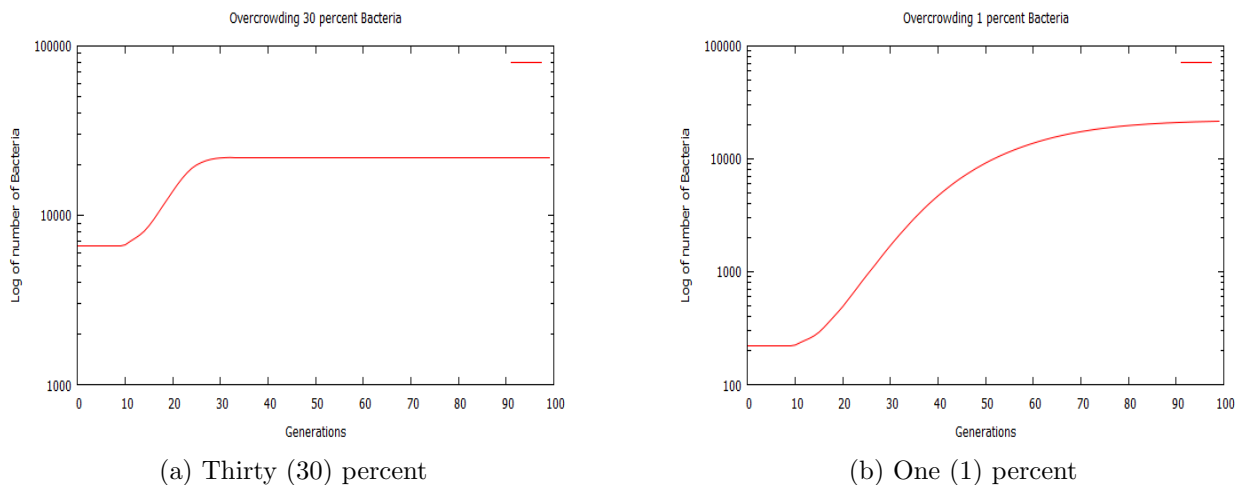 Overcrowding 30 percent Bacteria
100000
10000
1000
Log of number of Bacteria
0 10 20 30 40 50 60 70 80 90 100
Generations
(a) Thirty (30) percent
Overcrowding 1 percent Bacteria
100000
10000
1000
100
Log of number of Bacteria
0 10 20 30 40 50 60 70 80 90 100
Generations
(b) One (1) percent